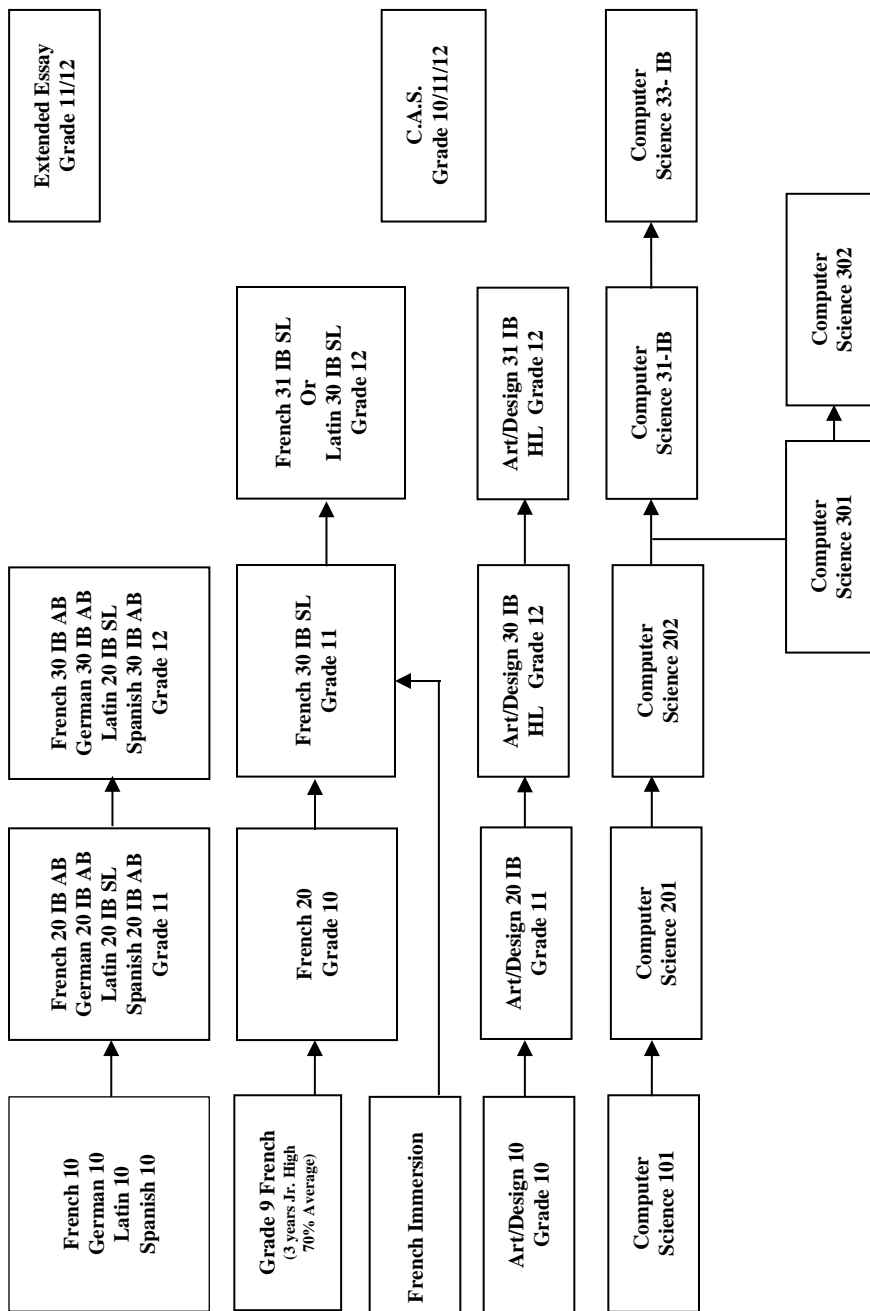 French 10
German 10
Latin 10
Spanish 10
French 20 IB AB
German 20 IB AB
Latin 20 IB SL
Spanish 20 IB AB
Grade 11
French 30 IB AB
German 30 IB AB
Latin 20 IB SL
Spanish 30 IB AB
Grade 12
Extended Essay
Grade 11/12
Grade 9 French
(3 years Jr. High
70% Average)
French 20
Grade 10
French 30 IB SL
Grade 11
French 31 IB SL
Or
Latin 30 IB SL
Grade 12
French Immersion
C.A.S.
Grade 10/11/12
Art/Design 10
Grade 10
Art/Design 20 IB
Grade 11
Art/Design 30 IB
HL Grade 12
Art/Design 31 IB
HL Grade 12
Computer
Science 101
Computer
Science 201
Computer
Science 202
Computer
Science 31-IB
Computer
Science 33- IB
Computer
Science 301
Computer
Science 302